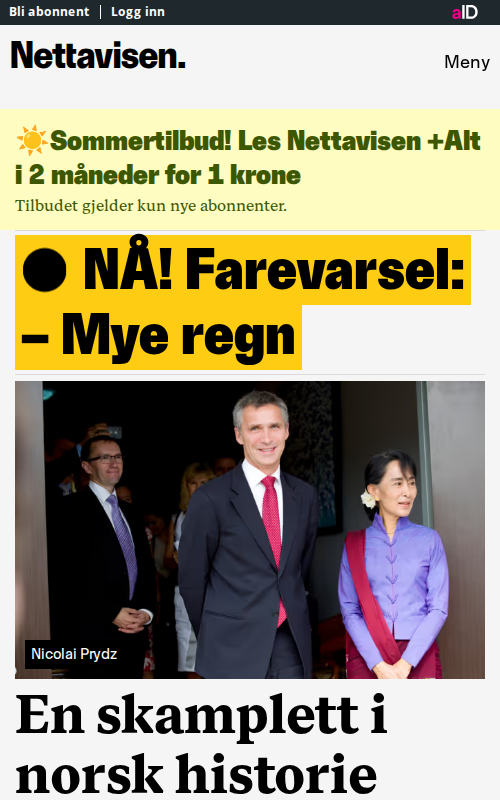 Bli abonnent Logg inn aID
Nettavisen.
Meny
☀️Sommertilbud! Les Nettavisen +Alt
i 2 måneder for 1 krone
Tilbudet gjelder kun nye abonnenter.
● NÅ! Farevarsel:
– Mye regn
Nicolai Prydz
En skamplett i
norsk historie